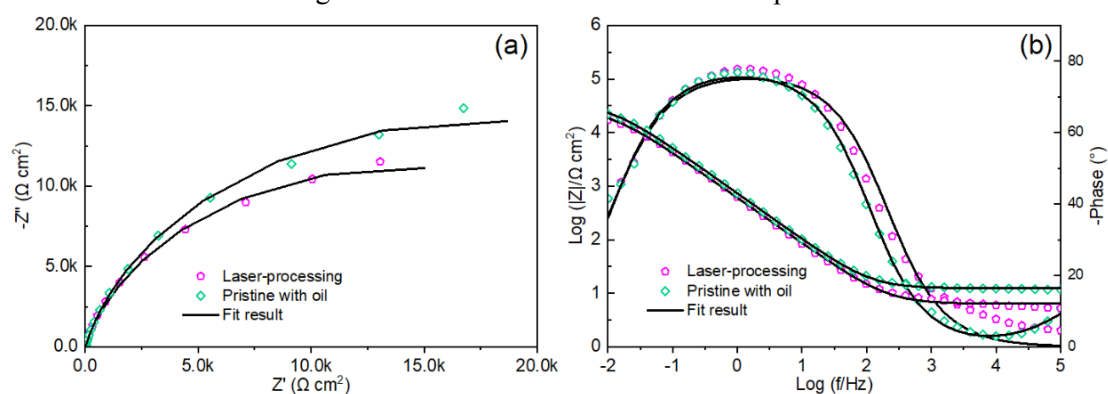 20.0k
15.0k
10.0k
5.0k
0.0
-Z'' (Ω cm²)
(a)
Laser-processing
Pristine with oil
Fit result
0.0 5.0k 10.0k 15.0k 20.0k
Z' (Ω cm²)
6
5
4
3
2
1
0
Log (|Z|/Ω cm²)
(b)
Laser-processing
Pristine with oil
Fit result
-2 -1 0 1 2 3 4 5
Log (f/Hz)
80
60
40
20
0
-Phase (°)